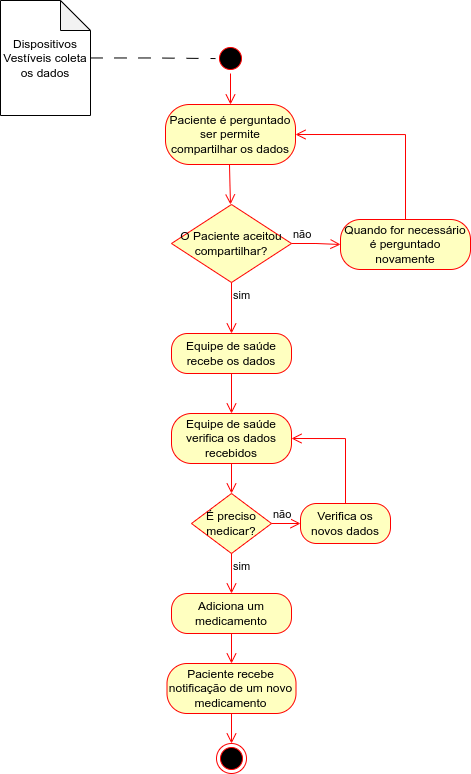 Dispositivos
Vestíveis coleta
os dados
Paciente é perguntado
ser permite
compartilhar os dados
O Paciente aceitou
compartilhar?
não
Quando for necessário
é perguntado
novamente
sim
Equipe de saúde
recebe os dados
Equipe de saúde
verifica os dados
recebidos
É preciso
medicar?
não
Verifica os
novos dados
sim
Adiciona um
medicamento
Paciente recebe
notificação de um novo
medicamento